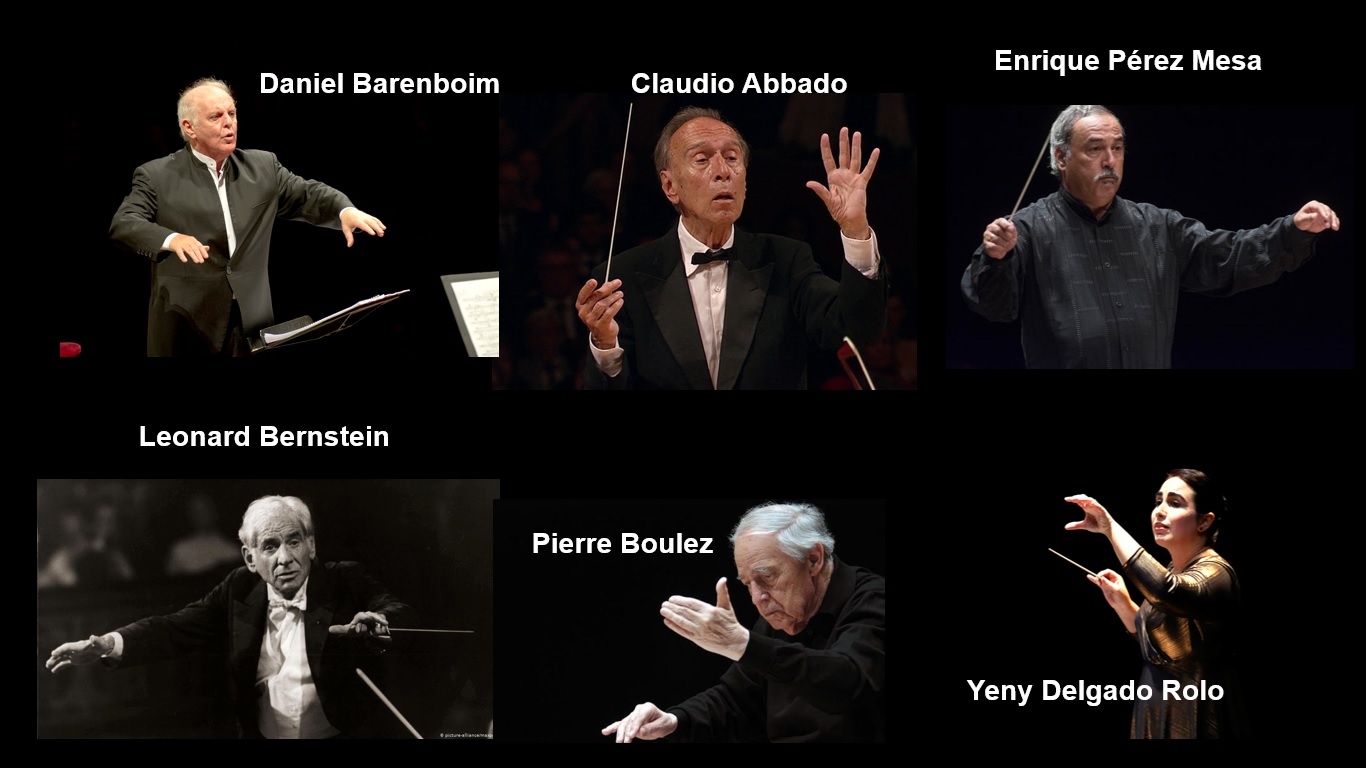 Daniel Barenboim
Claudio Abbado
Enrique Pérez Mesa
Leonard Bernstein
Pierre Boulez
Yeny Delgado Rolo